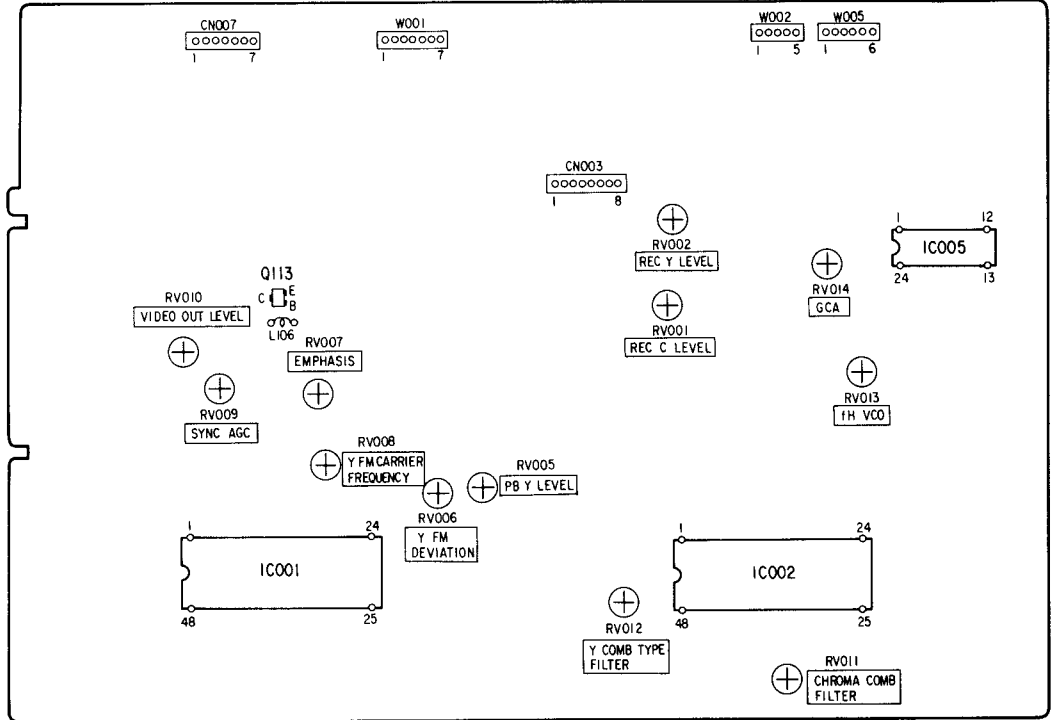 CN007
1 7
W001
1 7
W002
1 5
W005
1 6
CN003
1 8
RV002
REC Y LEVEL
1 12
IC005
24 13
RV014
GCA
Q113
C E
B
L106
RV010
VIDEO OUT LEVEL
RV007
EMPHASIS
RV001
REC C LEVEL
RV013
fH VCO
RV009
SYNC AGC
RV008
Y FM CARRIER
FREQUENCY
RV005
PB Y LEVEL
RV006
Y FM
DEVIATION
1 24
IC001
48 25
1 24
IC002
48 25
RV012
Y COMB TYPE
FILTER
RV011
CHROMA COMB
FILTER